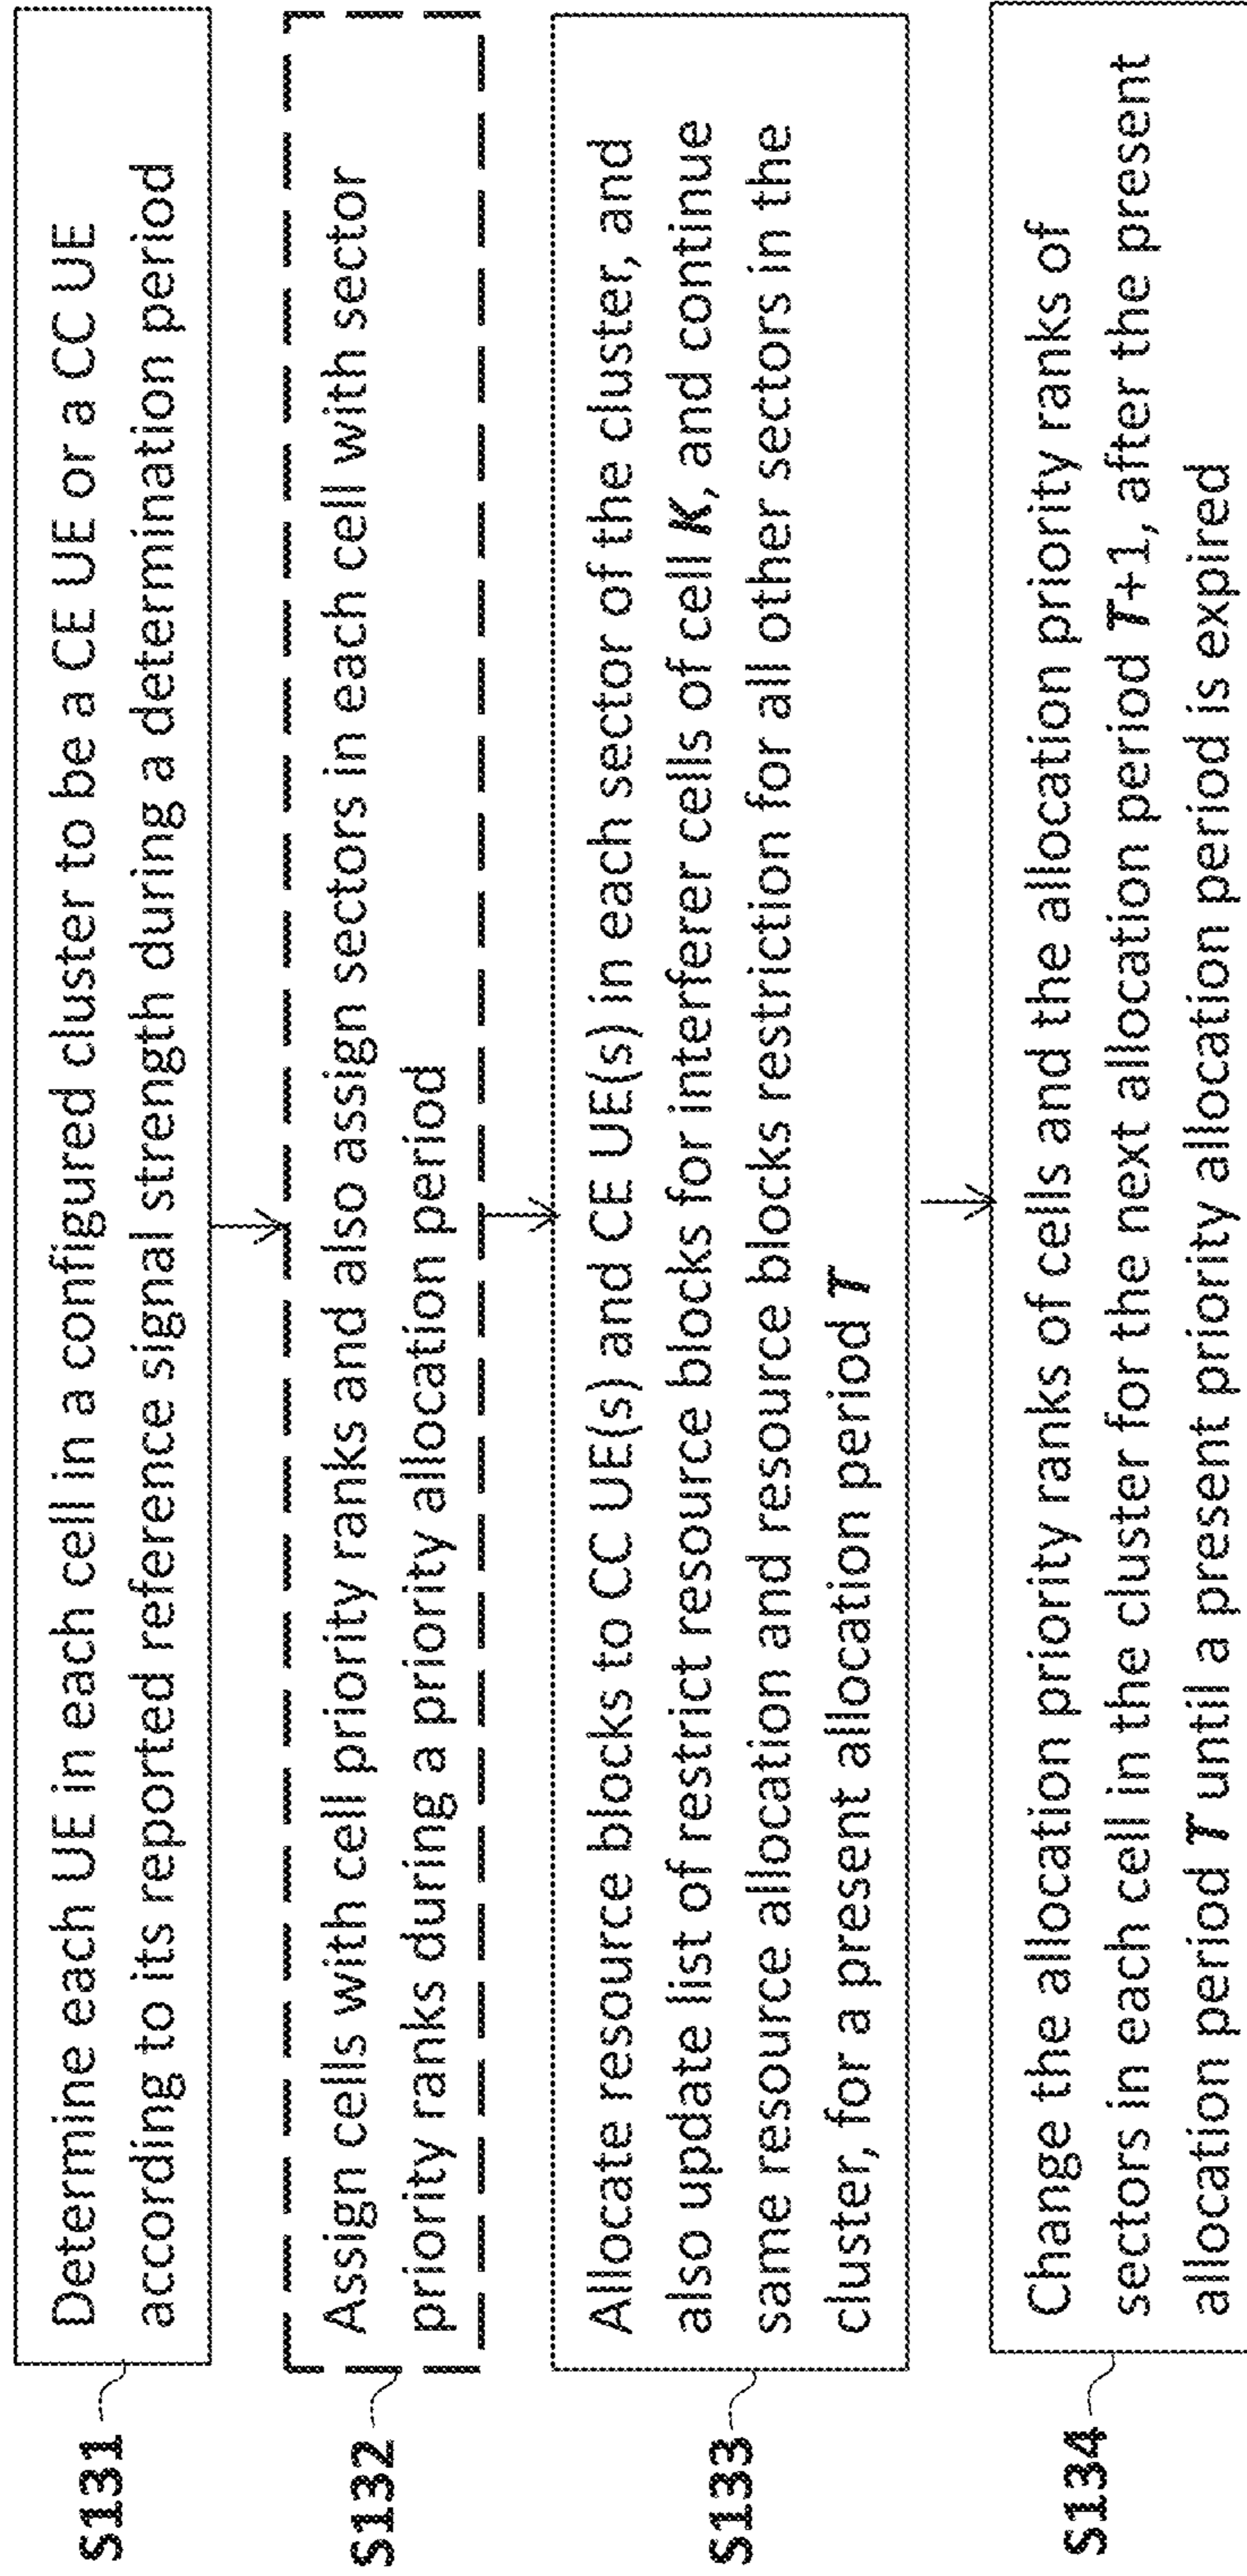 S131
Determine each UE in each cell in a configured cluster to be a CE UE or a CC UE
according to its reported reference signal strength during a determination period
S132
Assign cells with cell priority ranks and also assign sectors in each cell with sector
priority ranks during a priority allocation period
S133
Allocate resource blocks to CC UE(s) and CE UE(s) in each sector of the cluster, and
also update list of restrict resource blocks for interferer cells of cell K, and continue
same resource allocation and resource blocks restriction for all other sectors in the
cluster, for a present allocation period T
S134
Change the allocation priority ranks of cells and the allocation priority ranks of
sectors in each cell in the cluster for the next allocation period T+1, after the present
allocation period T until a present priority allocation period is expired